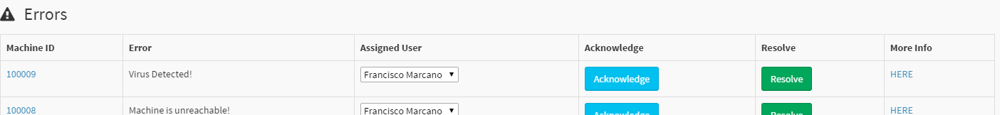 Errors
Machine ID Error Assigned User Acknowledge Resolve More Info
100009 Virus Detected! Francisco Marcano Acknowledge Resolve HERE
100008 Machine is unreachable! Francisco Marcano Acknowledge Resolve HERE